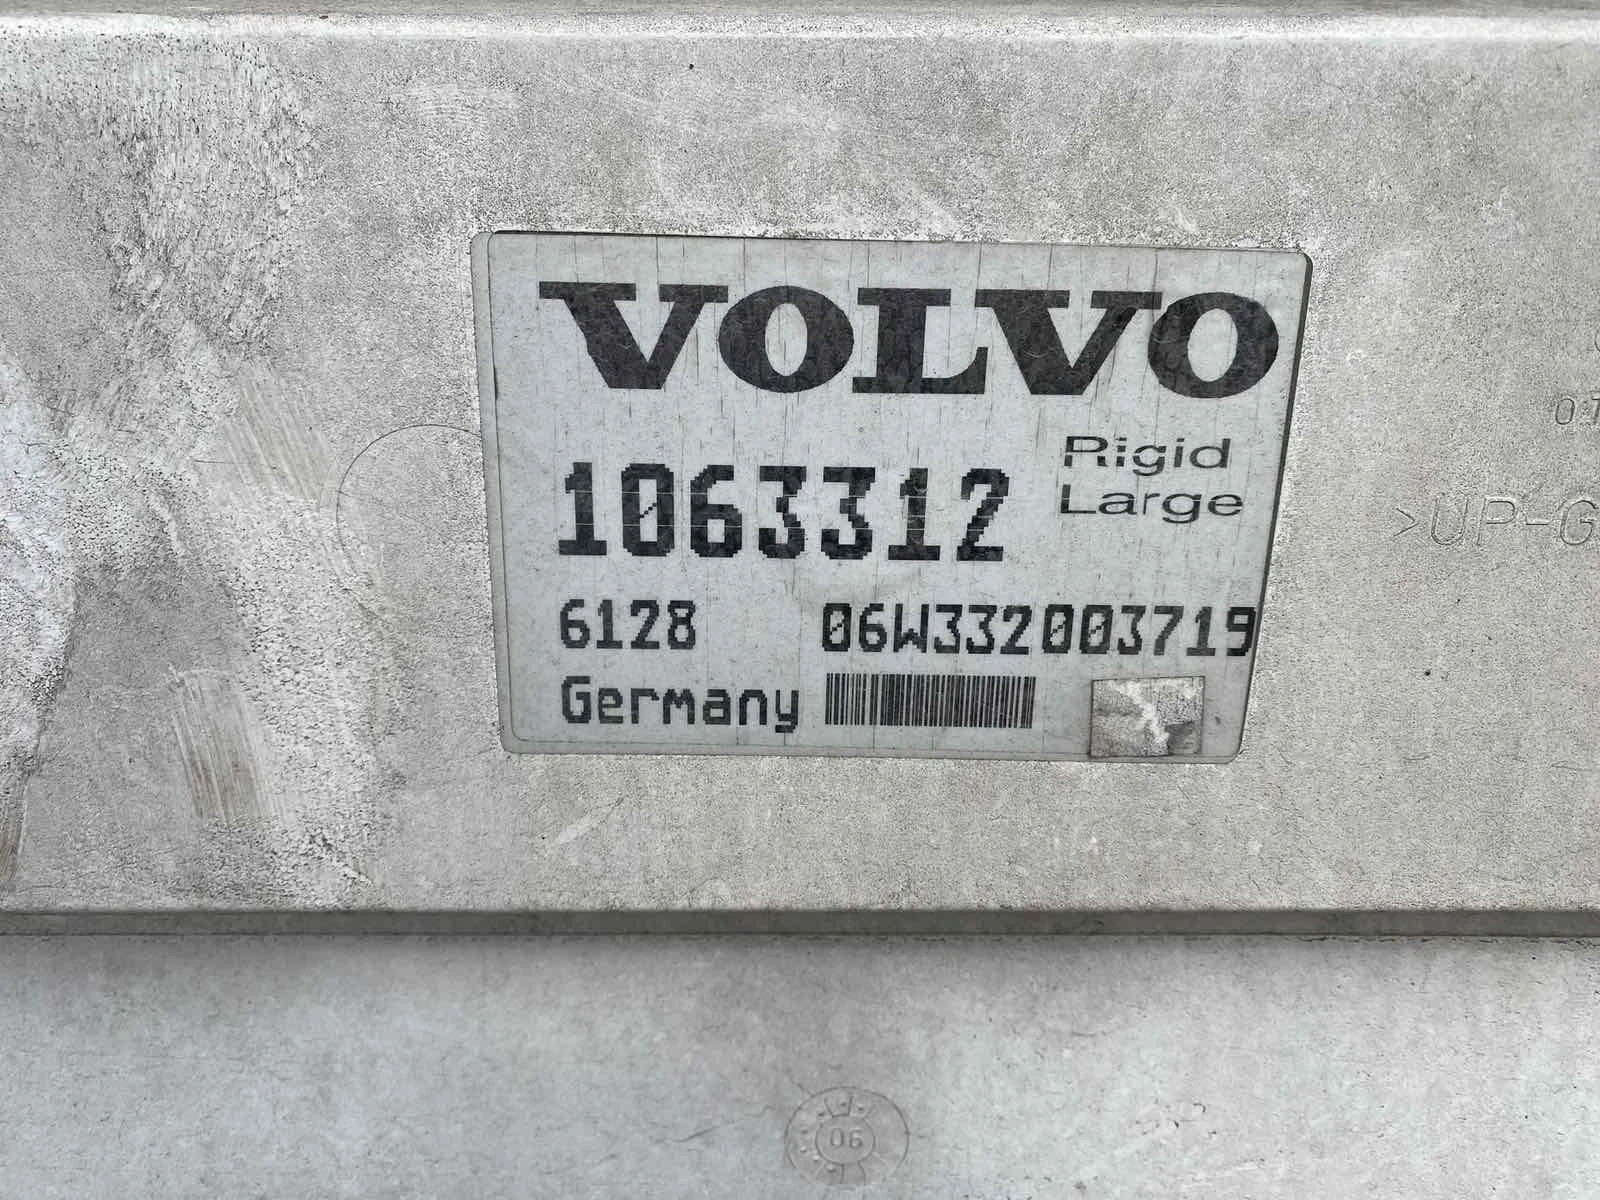 VOLVO
1063312
Rigid
Large
6128 06W332003719
Germany
>UP-G
06